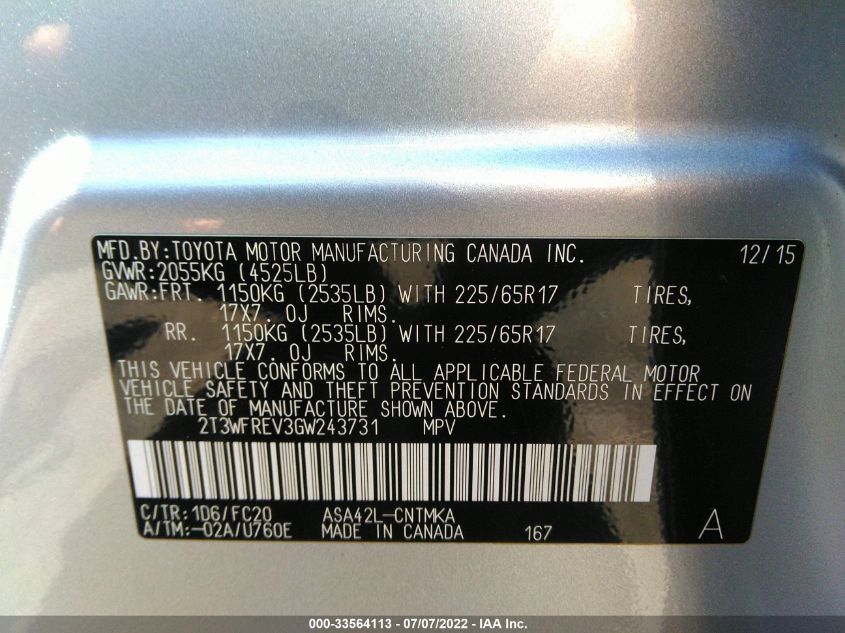 MFD.BY:TOYOTA MOTOR MANUFACTURING CANADA INC. 12/15
GVWR:2055KG (4525LB)
GAWR:FRT. 1150KG (2535LB) WITH 225/65R17 TIRES,
17X7. 0J RIMS.
RR. 1150KG (2535LB) WITH 225/65R17 TIRES,
17X7. 0J RIMS.
THIS VEHICLE CONFORMS TO ALL APPLICABLE FEDERAL MOTOR
VEHICLE SAFETY AND THEFT PREVENTION STANDARDS IN EFFECT ON
THE DATE OF MANUFACTURE SHOWN ABOVE.
2T3WFREV3GW243731 MPV
C/TR:1D6/FC20 ASA42L-CNTMKA
A/TM:-02A/U760E MADE IN CANADA 167 A
000-33564113 - 07/07/2022 - IAA Inc.